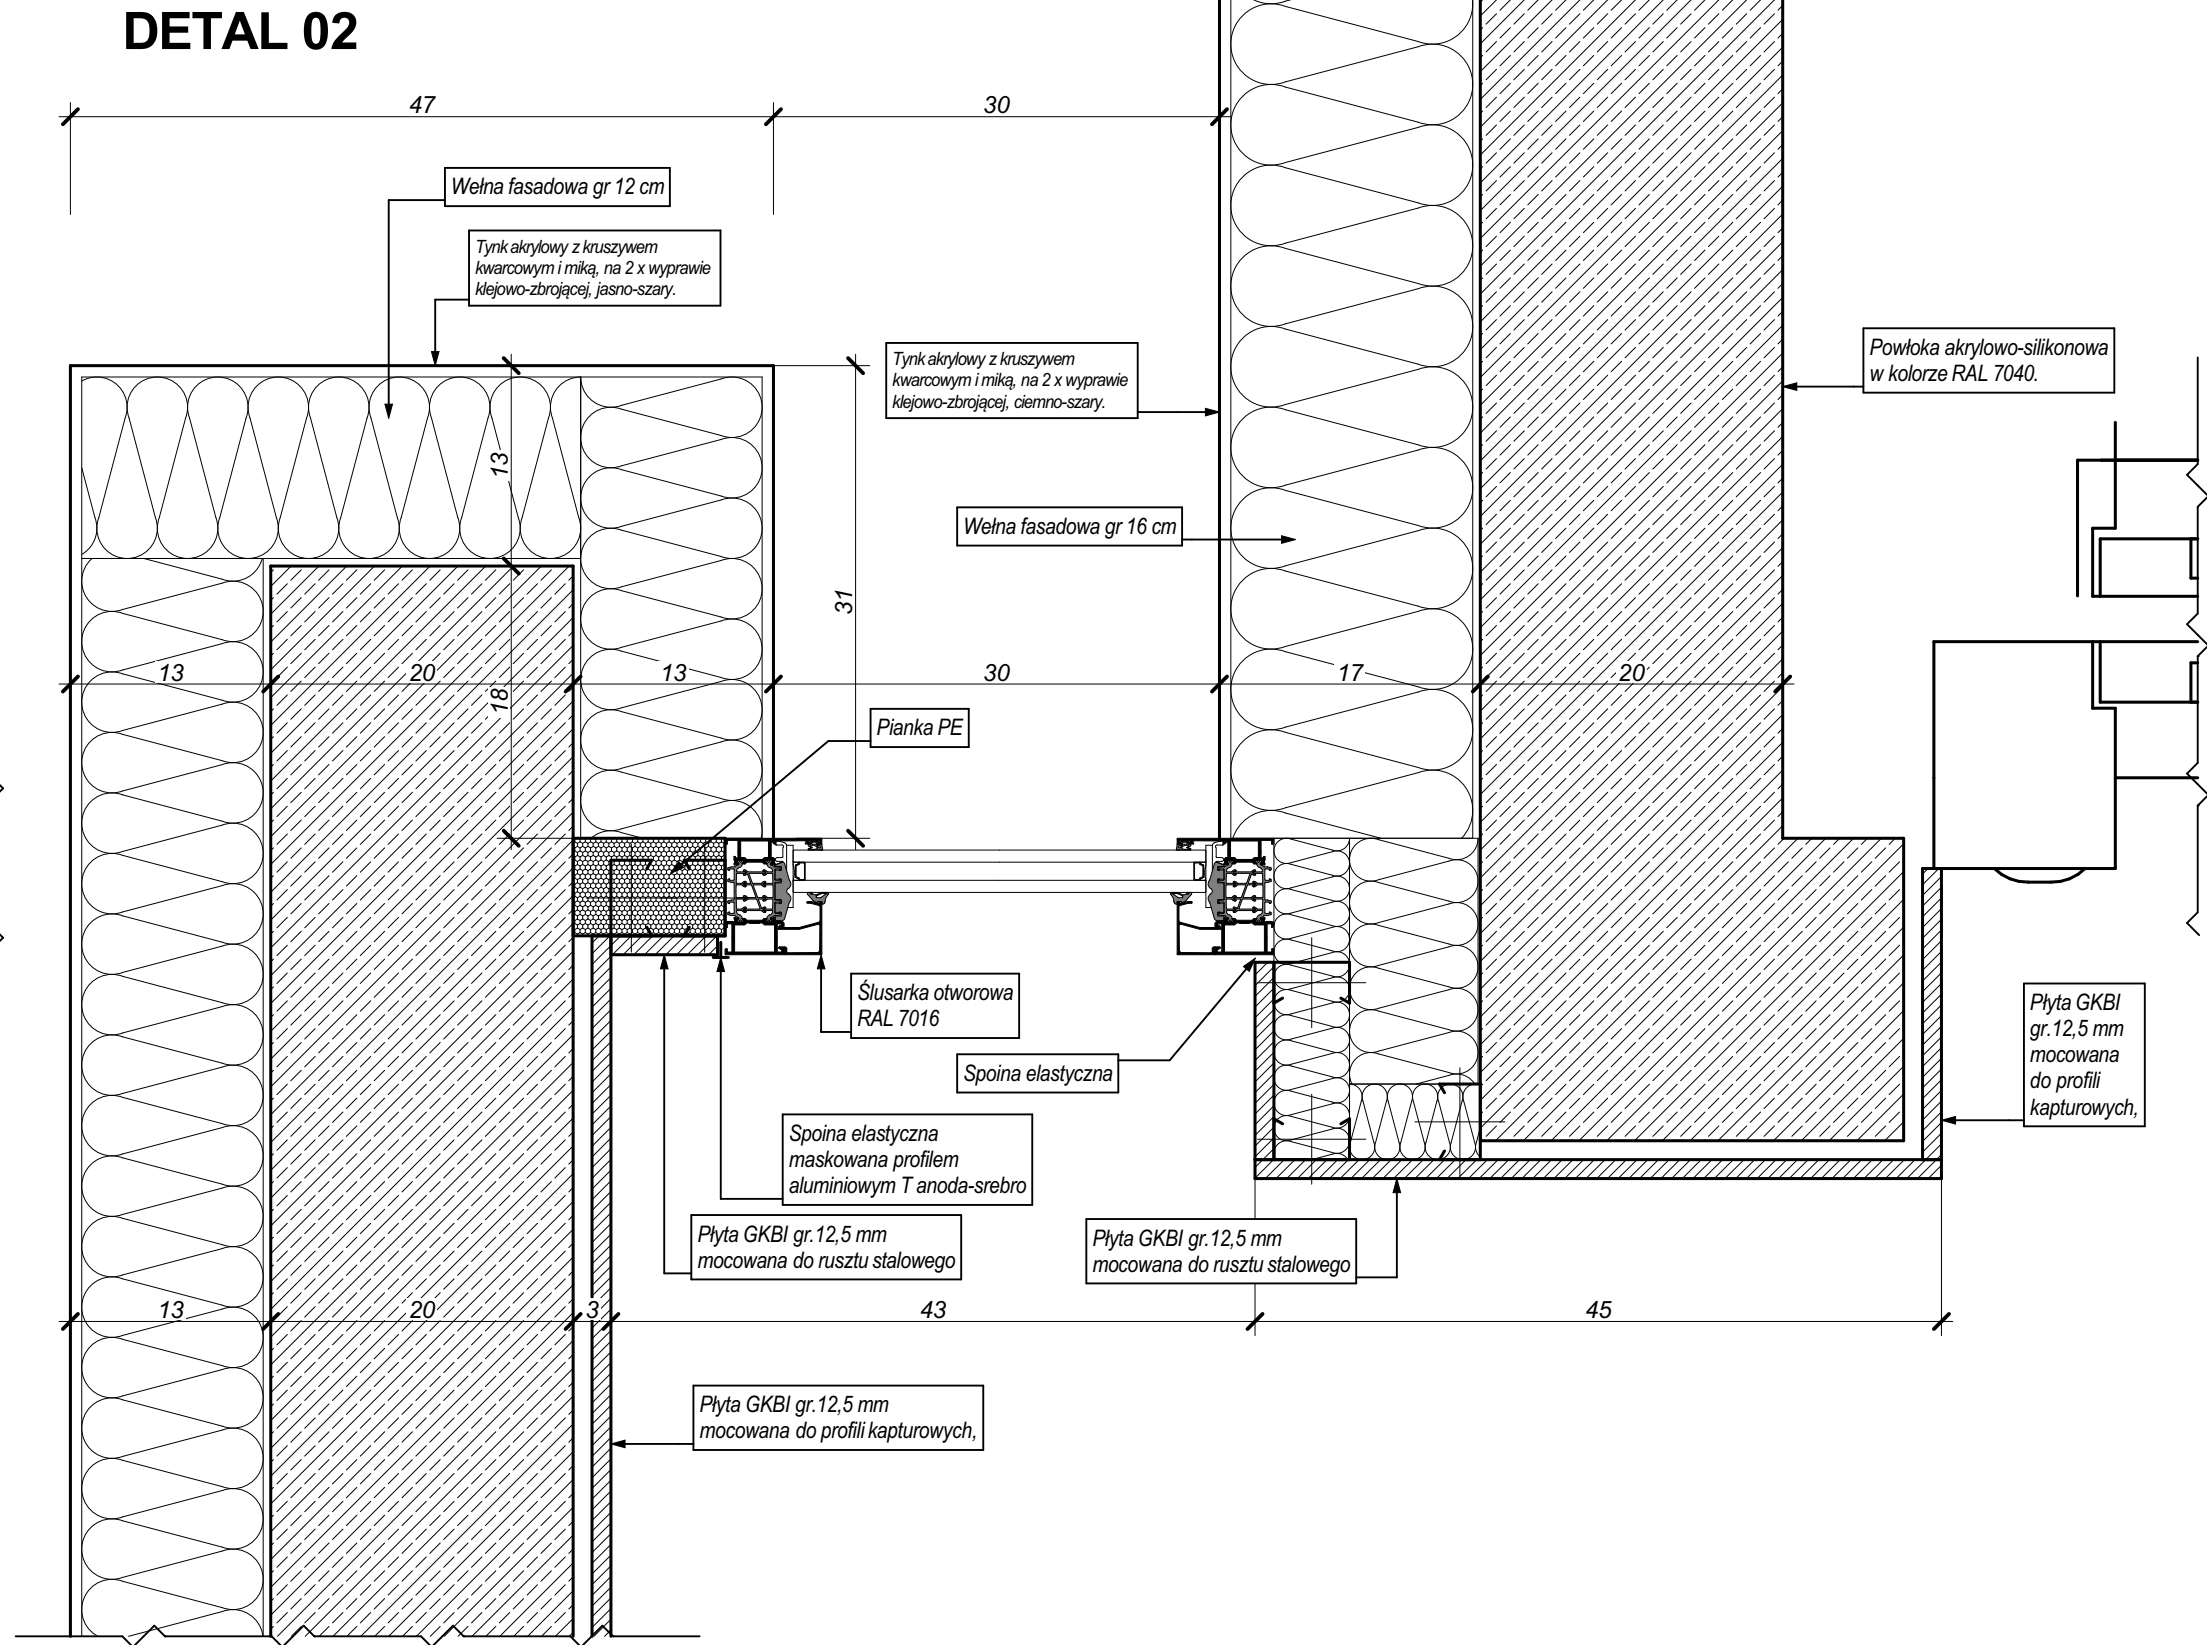 DETAL 02
47
30
Wełna fasadowa gr 12 cm
Tynk akrylowy z kruszywem
kwarcowym i miką, na 2 x wyprawie
klejowo-zbrojącej, jasno-szary.
Tynk akrylowy z kruszywem
kwarcowym i miką, na 2 x wyprawie
klejowo-zbrojącej, ciemno-szary.
Powłoka akrylowo-silikonowa
w kolorze RAL 7040.
13
Wełna fasadowa gr 16 cm
31
13
20
13
30
17
20
18
Pianka PE
Ślusarka otworowa
RAL 7016
Spoina elastyczna
Płyta GKBI
gr.12,5 mm
mocowana
do profili
kapturowych,
Spoina elastyczna
maskowana profilem
aluminiowym T anoda-srebro
Płyta GKBI gr.12,5 mm
mocowana do rusztu stalowego
Płyta GKBI gr.12,5 mm
mocowana do rusztu stalowego
13
20
3
43
45
Płyta GKBI gr.12,5 mm
mocowana do profili kapturowych,